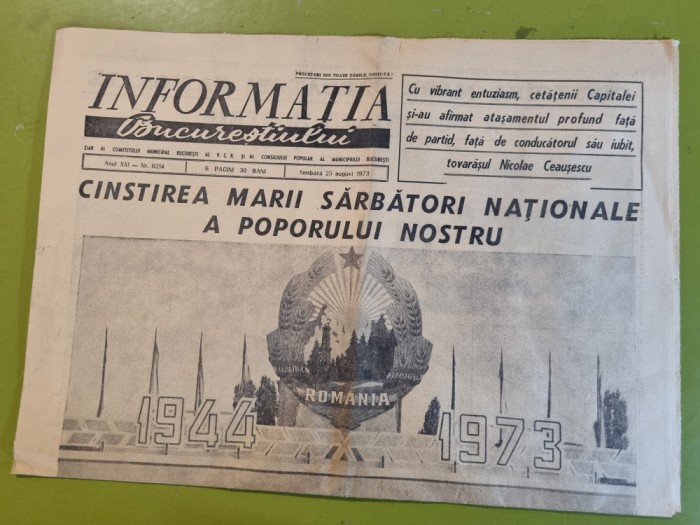 PROLETARI DIN TOATE ȚĂRILE, UNIȚI-VĂ!
INFORMAȚIA
Bucureștiului
ZIAR AL COMITETULUI MUNICIPAL BUCUREȘTI AL P.C.R. ȘI AL CONSILIULUI POPULAR AL MUNICIPIULUI BUCUREȘTI
Anul XXI — Nr. 6214
6 PAGINI 30 BANI
Sîmbătă 25 august 1973
Cu vibrant entuziasm, cetățenii Capitalei
și-au afirmat atașamentul profund față
de partid, față de conducătorul său iubit,
tovarășul Nicolae Ceaușescu
CINSTIREA MARII SĂRBĂTORI NAȚIONALE
A POPORULUI NOSTRU
ROMÂNIA
1944
1973